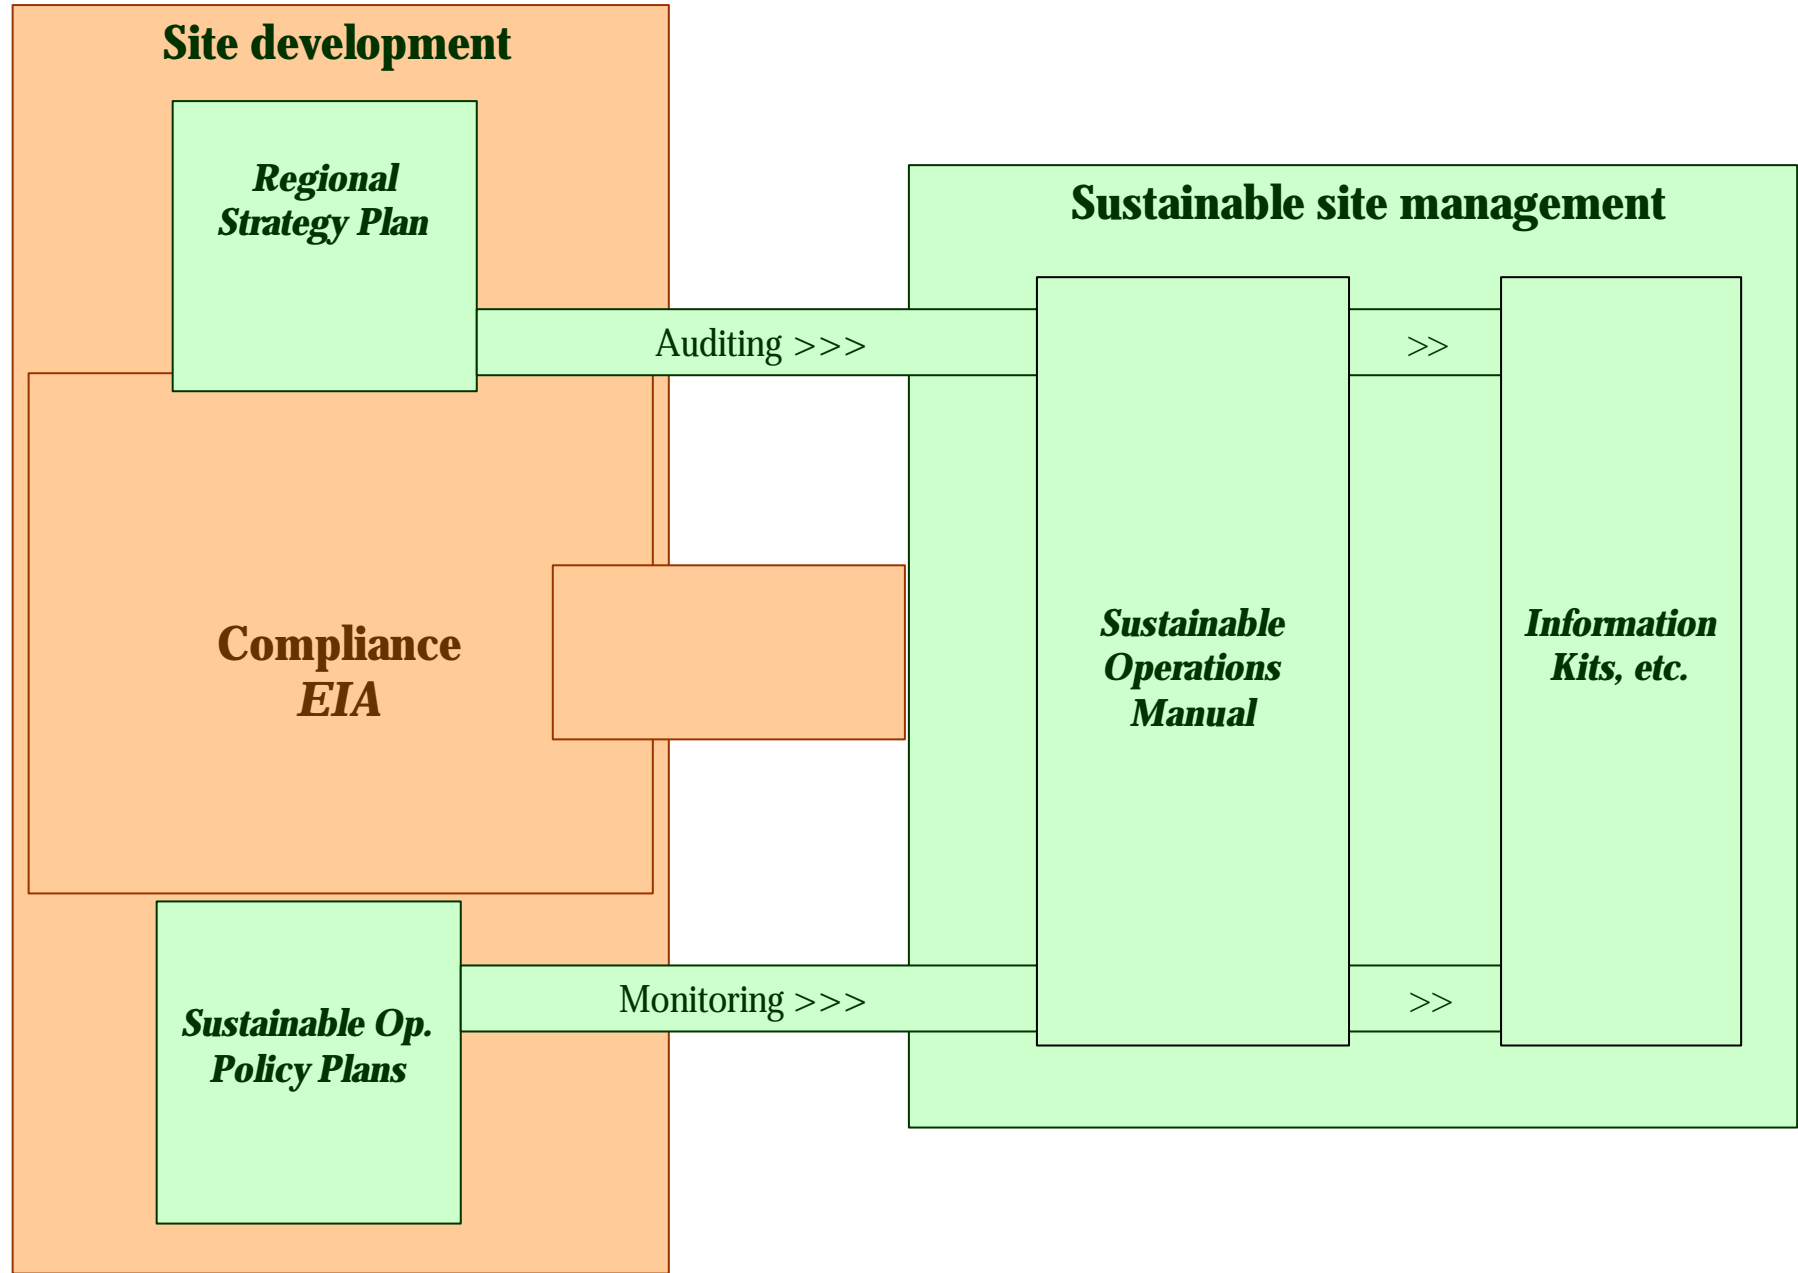 Site development
Regional
Strategy Plan
Sustainable site management
Auditing >>>
>>
Compliance
EIA
Sustainable
Operations
Manual
Information
Kits, etc.
Monitoring >>>
>>
Sustainable Op.
Policy Plans